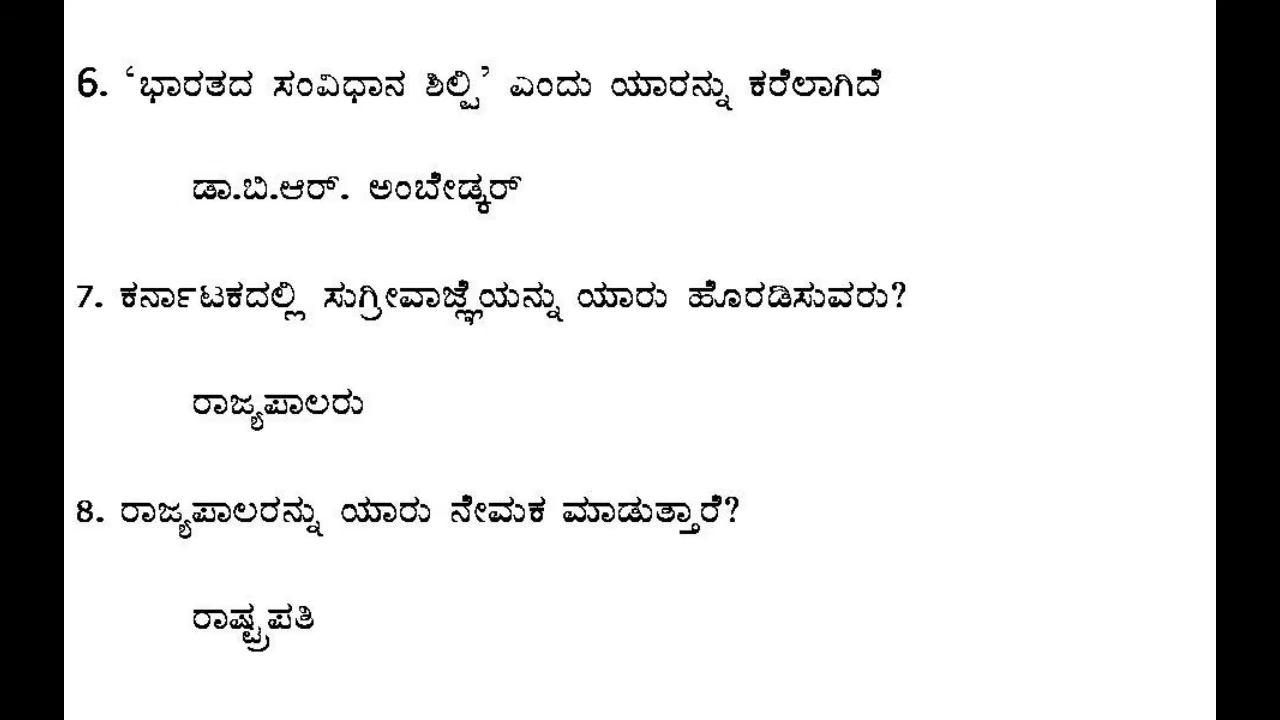 6. ‘ಭಾರತದ ಸಂವಿಧಾನ ಶಿಲ್ಪಿ’ ಎಂದು ಯಾರನ್ನು ಕರೆಲಾಗಿದೆ
ಡಾ.ಬಿ.ಆರ್. ಅಂಬೇಡ್ಕರ್
7. ಕರ್ನಾಟಕದಲ್ಲಿ ಸುಗ್ರೀವಾಜ್ಞೆಯನ್ನು ಯಾರು ಹೊರಡಿಸುವರು?
ರಾಜ್ಯಪಾಲರು
8. ರಾಜ್ಯಪಾಲರನ್ನು ಯಾರು ನೇಮಕ ಮಾಡುತ್ತಾರೆ?
ರಾಷ್ಟ್ರಪತಿ